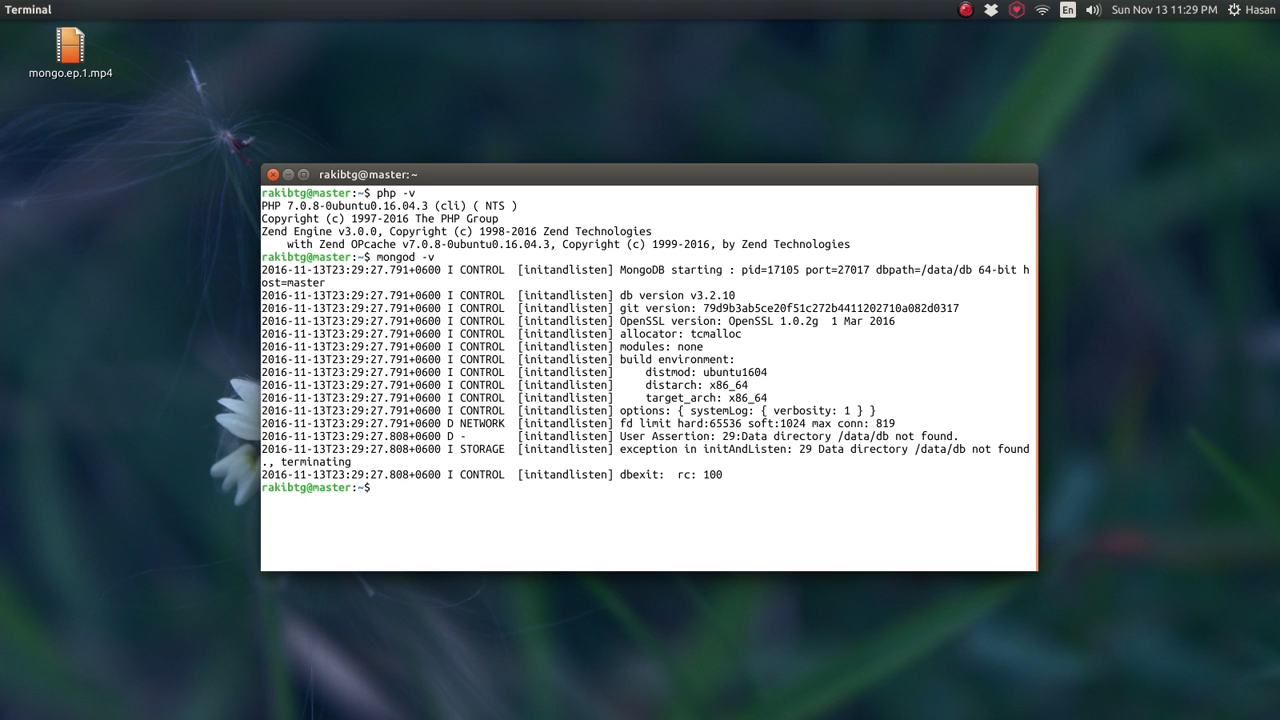 Terminal
En
Sun Nov 13 11:29 PM
Hasan
mongo.ep.1.mp4
rakibtg@master: ~
rakibtg@master:~$ php -v
PHP 7.0.8-0ubuntu0.16.04.3 (cli) ( NTS )
Copyright (c) 1997-2016 The PHP Group
Zend Engine v3.0.0, Copyright (c) 1998-2016 Zend Technologies
    with Zend OPcache v7.0.8-0ubuntu0.16.04.3, Copyright (c) 1999-2016, by Zend Technologies
rakibtg@master:~$ mongod -v
2016-11-13T23:29:27.791+0600 I CONTROL  [initandlisten] MongoDB starting : pid=17105 port=27017 dbpath=/data/db 64-bit h
ost=master
2016-11-13T23:29:27.791+0600 I CONTROL  [initandlisten] db version v3.2.10
2016-11-13T23:29:27.791+0600 I CONTROL  [initandlisten] git version: 79d9b3ab5ce20f51c272b4411202710a082d0317
2016-11-13T23:29:27.791+0600 I CONTROL  [initandlisten] OpenSSL version: OpenSSL 1.0.2g  1 Mar 2016
2016-11-13T23:29:27.791+0600 I CONTROL  [initandlisten] allocator: tcmalloc
2016-11-13T23:29:27.791+0600 I CONTROL  [initandlisten] modules: none
2016-11-13T23:29:27.791+0600 I CONTROL  [initandlisten] build environment:
2016-11-13T23:29:27.791+0600 I CONTROL  [initandlisten]     distmod: ubuntu1604
2016-11-13T23:29:27.791+0600 I CONTROL  [initandlisten]     distarch: x86_64
2016-11-13T23:29:27.791+0600 I CONTROL  [initandlisten]     target_arch: x86_64
2016-11-13T23:29:27.791+0600 I CONTROL  [initandlisten] options: { systemLog: { verbosity: 1 } }
2016-11-13T23:29:27.791+0600 D NETWORK  [initandlisten] fd limit hard:65536 soft:1024 max conn: 819
2016-11-13T23:29:27.808+0600 D -        [initandlisten] User Assertion: 29:Data directory /data/db not found.
2016-11-13T23:29:27.808+0600 I STORAGE  [initandlisten] exception in initAndListen: 29 Data directory /data/db not found
., terminating
2016-11-13T23:29:27.808+0600 I CONTROL  [initandlisten] dbexit:  rc: 100
rakibtg@master:~$